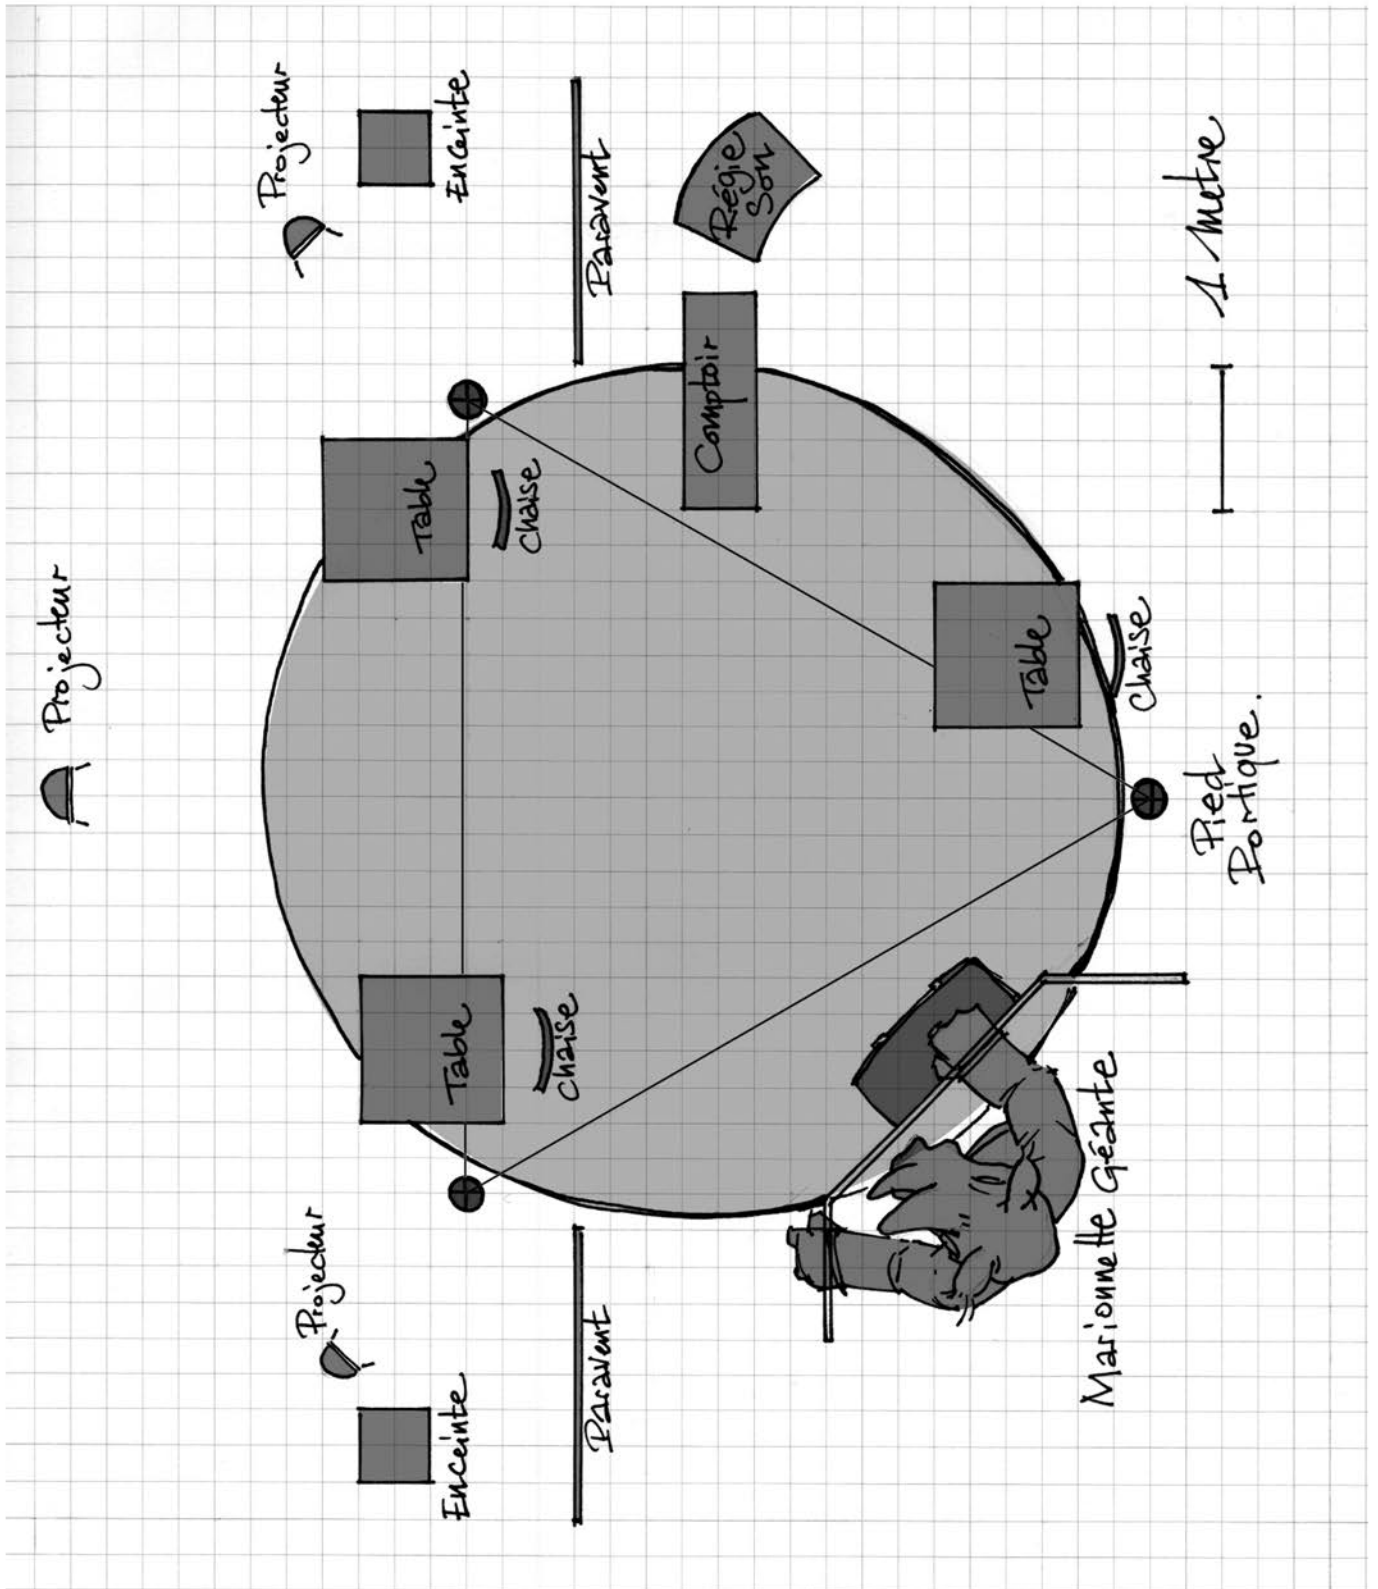 Projecteur
Enceinte
Paravent
Régie
Son
1 Mètre
Comptoir
Table
Chaise
Projecteur
Table
Chaise
Pied
Portique.
Table
Chaise
Marionnette Géante
Projecteur
Enceinte
Paravent